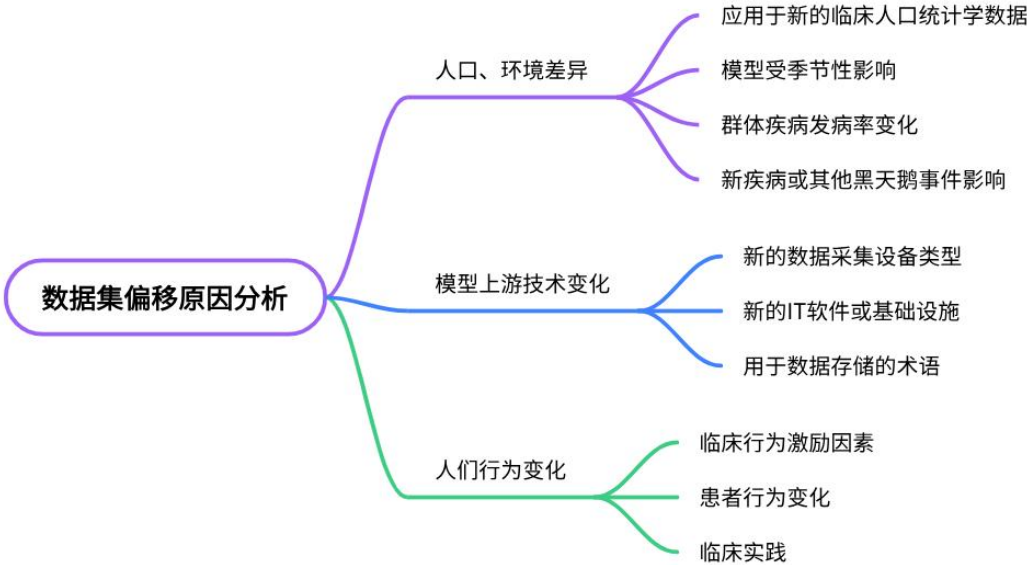 数据集偏移原因分析
人口、环境差异
应用于新的临床人口统计学数据
模型受季节性影响
群体疾病发病率变化
新疾病或其他黑天鹅事件影响
模型上游技术变化
新的数据采集设备类型
新的IT软件或基础设施
用于数据存储的术语
人们行为变化
临床行为激励因素
患者行为变化
临床实践